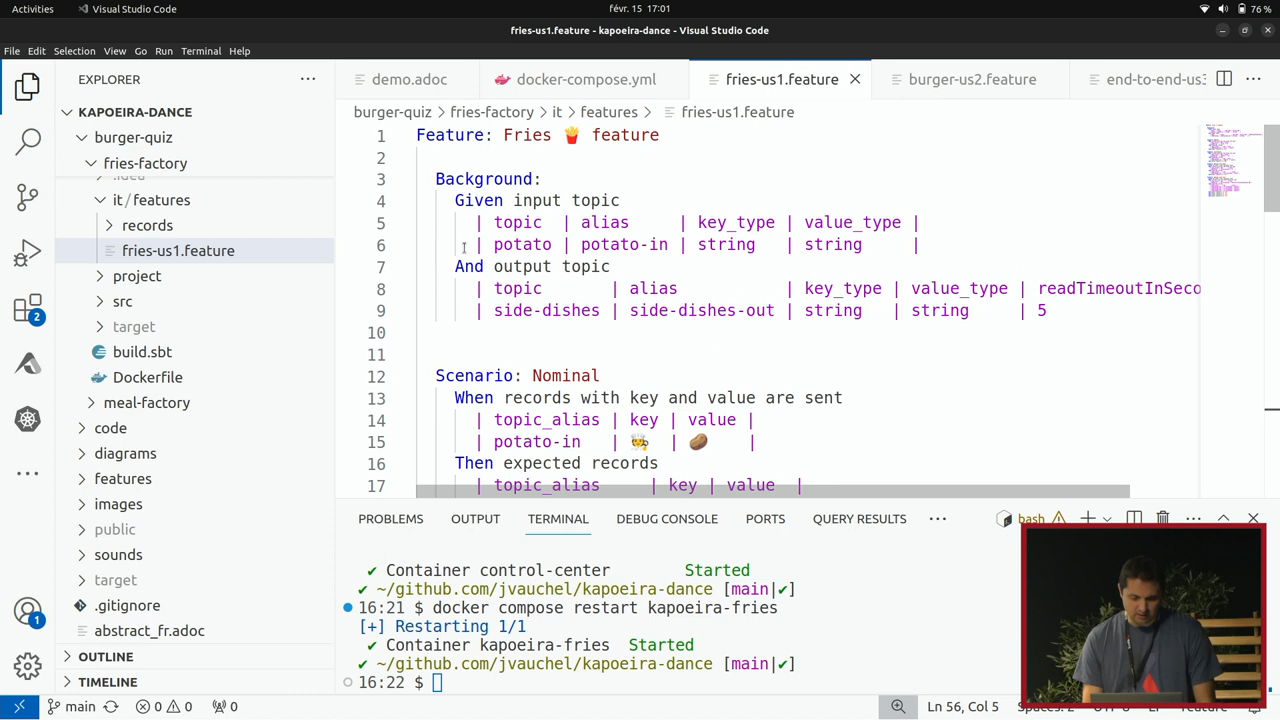 Activities
Visual Studio Code
févr. 15 17:01
76 %
fries-us1.feature - kapoeira-dance - Visual Studio Code
File Edit Selection View Go Run Terminal Help
EXPLORER
KAPOEIRA-DANCE
burger-quiz
fries-factory
it / features
records
fries-us1.feature
project
src
target
build.sbt
Dockerfile
meal-factory
code
diagrams
features
images
public
sounds
target
.gitignore
abstract_fr.adoc
OUTLINE
TIMELINE
2
1
demo.adoc
docker-compose.yml
fries-us1.feature
burger-us2.feature
end-to-end-us3
burger-quiz > fries-factory > it > features > fries-us1.feature
1 Feature: Fries 🍟 feature
2
3 Background:
4 Given input topic
5 | topic | alias | key_type | value_type |
6 | potato | potato-in | string | string |
7 And output topic
8 | topic | alias | key_type | value_type | readTimeoutInSeco
9 | side-dishes | side-dishes-out | string | string | 5
10
11
12 Scenario: Nominal
13 When records with key and value are sent
14 | topic_alias | key | value |
15 | potato-in | 🧑‍🍳 | 🥔 |
16 Then expected records
17 | topic_alias | key | value |
PROBLEMS OUTPUT TERMINAL DEBUG CONSOLE PORTS QUERY RESULTS
bash
✔ Container control-center Started
✔ ~/github.com/jvauchel/kapoeira-dance [main|✔]
16:21 $ docker compose restart kapoeira-fries
[+] Restarting 1/1
✔ Container kapoeira-fries Started
✔ ~/github.com/jvauchel/kapoeira-dance [main|✔]
16:22 $
main
0 0 0
Ln 56, Col 5